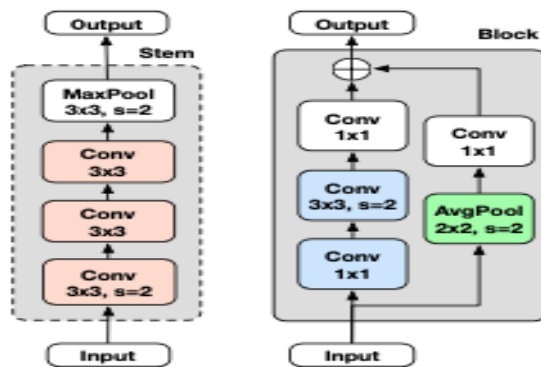 Output
Stem
MaxPool
3x3, s=2
Conv
3x3
Conv
3x3
Conv
3x3, s=2
Input
Output
Block
Conv
1x1
Conv
3x3, s=2
Conv
1x1
Conv
1x1
AvgPool
2x2, s=2
Input